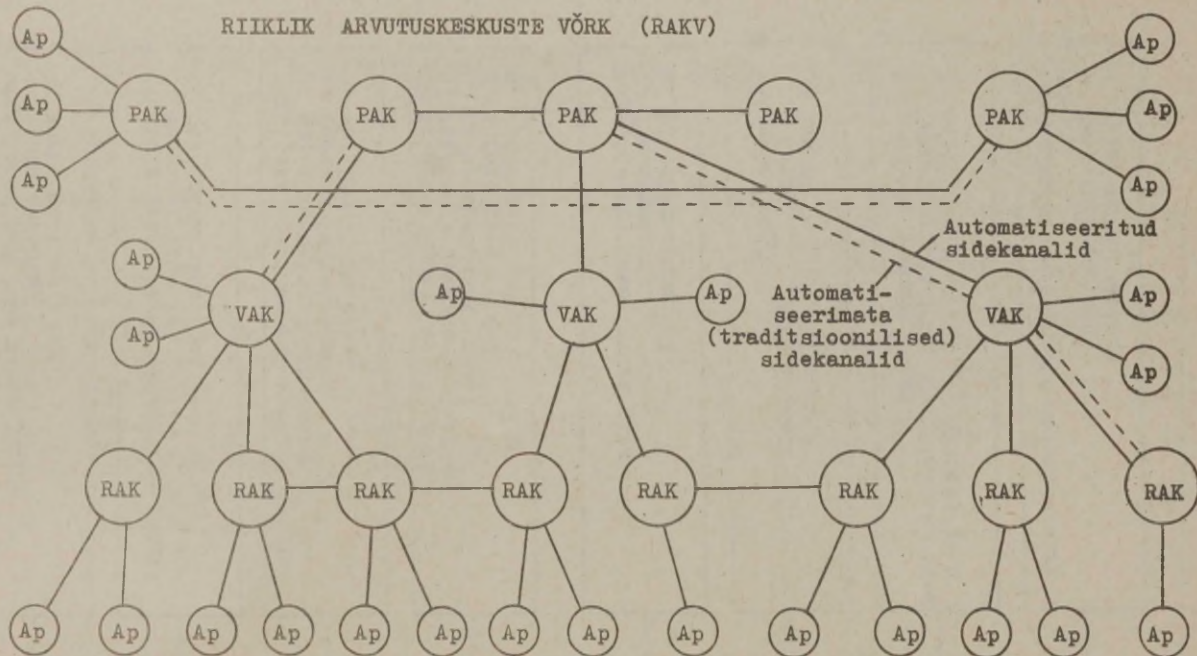 RIIKLIK ARVUTUSKESKUSTE VÕRK (RAKV)
Ap Ap
Ap PAK PAK PAK PAK PAK Ap
Ap Ap
Automatiseeritud
sidekanalid
Automati-
seerimata
(traditsioonilised)
sidekanalid
Ap Ap Ap Ap
VAK VAK VAK
Ap Ap
RAK RAK RAK RAK RAK RAK RAK RAK
Ap Ap Ap Ap Ap Ap Ap Ap Ap Ap Ap Ap Ap Ap